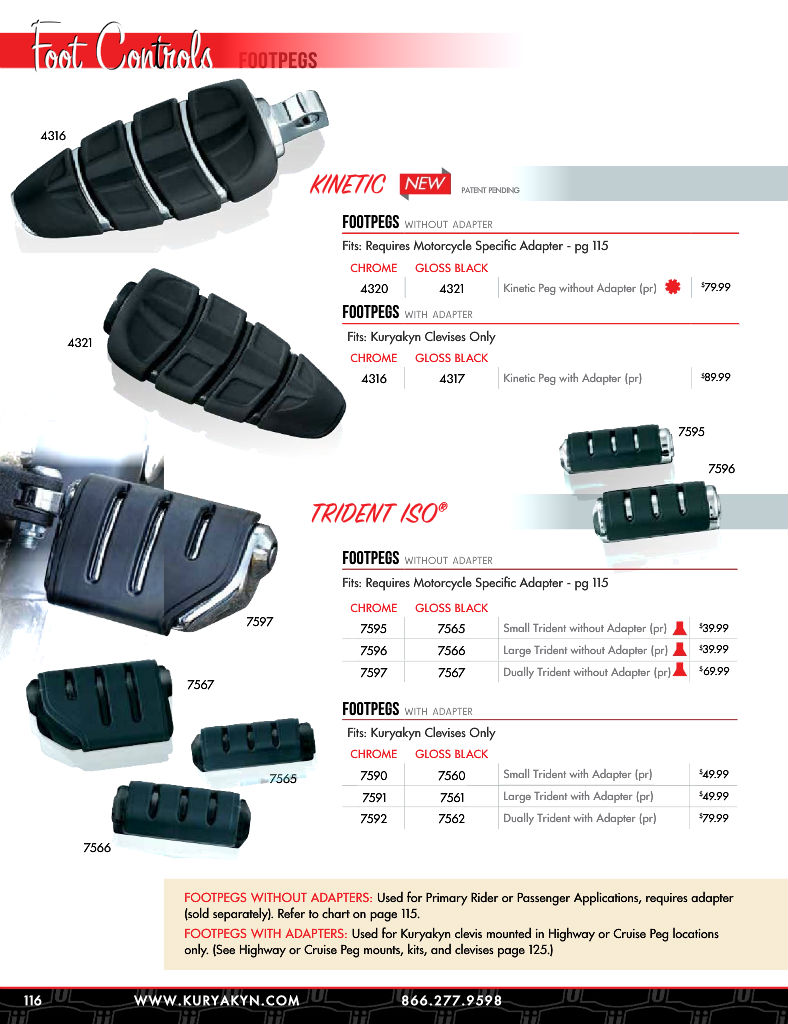 Foot Controls FOOTPEGS
4316
KINETIC NEW PATENT PENDING
FOOTPEGS WITHOUT ADAPTER
Fits: Requires Motorcycle Specific Adapter - pg 115
CHROME GLOSS BLACK
4320 4321 Kinetic Peg without Adapter (pr) $79.99
FOOTPEGS WITH ADAPTER
4321
Fits: Kuryakyn Clevises Only
CHROME GLOSS BLACK
4316 4317 Kinetic Peg with Adapter (pr) $89.99
7595
7596
TRIDENT ISO®
FOOTPEGS WITHOUT ADAPTER
Fits: Requires Motorcycle Specific Adapter - pg 115
CHROME GLOSS BLACK
7597
7595 7565 Small Trident without Adapter (pr) $39.99
7596 7566 Large Trident without Adapter (pr) $39.99
7597 7567 Dually Trident without Adapter (pr) $69.99
7567
FOOTPEGS WITH ADAPTER
Fits: Kuryakyn Clevises Only
CHROME GLOSS BLACK
7565
7590 7560 Small Trident with Adapter (pr) $49.99
7591 7561 Large Trident with Adapter (pr) $49.99
7592 7562 Dually Trident with Adapter (pr) $79.99
7566
FOOTPEGS WITHOUT ADAPTERS: Used for Primary Rider or Passenger Applications, requires adapter
(sold separately). Refer to chart on page 115.
FOOTPEGS WITH ADAPTERS: Used for Kuryakyn clevis mounted in Highway or Cruise Peg locations
only. (See Highway or Cruise Peg mounts, kits, and clevises page 125.)
116 WWW.KURYAKYN.COM 866.277.9598